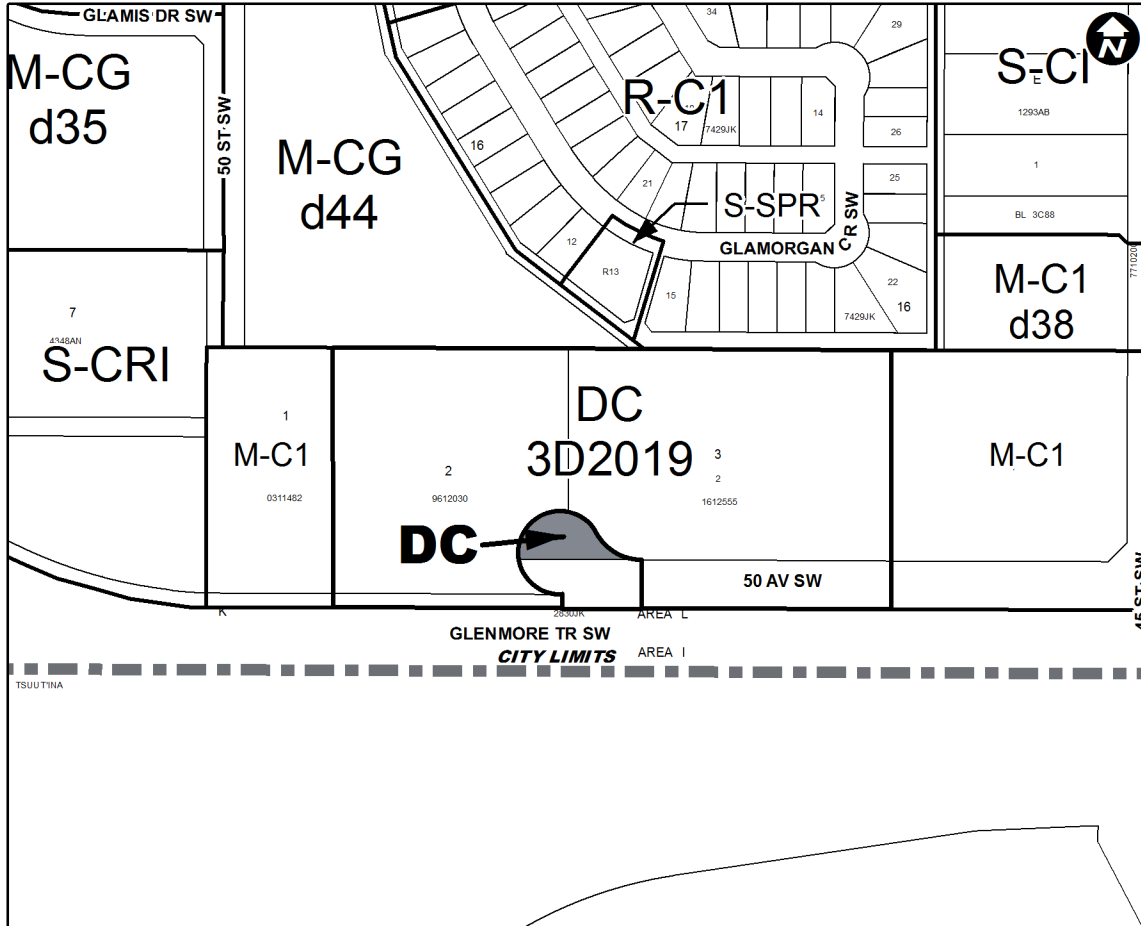 GLAMIS DR SW
M-CG
d35
50 ST SW
M-CG
d44
16
34
29
R-C1
17
7429JK
14
26
25
21
S-SPR
5
GLAMORGAN
CR SW
12
R13
15
22
16
7429JK
N
S-CI
E
1293AB
1
BL 3C88
M-C1
d38
7
4348AN
S-CRI
1
M-C1
0311482
DC
3D2019
2
9612030
3
2
1612555
M-C1
DC
50 AV SW
45 ST SW
K
2830JK
AREA L
GLENMORE TR SW
CITY LIMITS
AREA I
TSUUT'INA